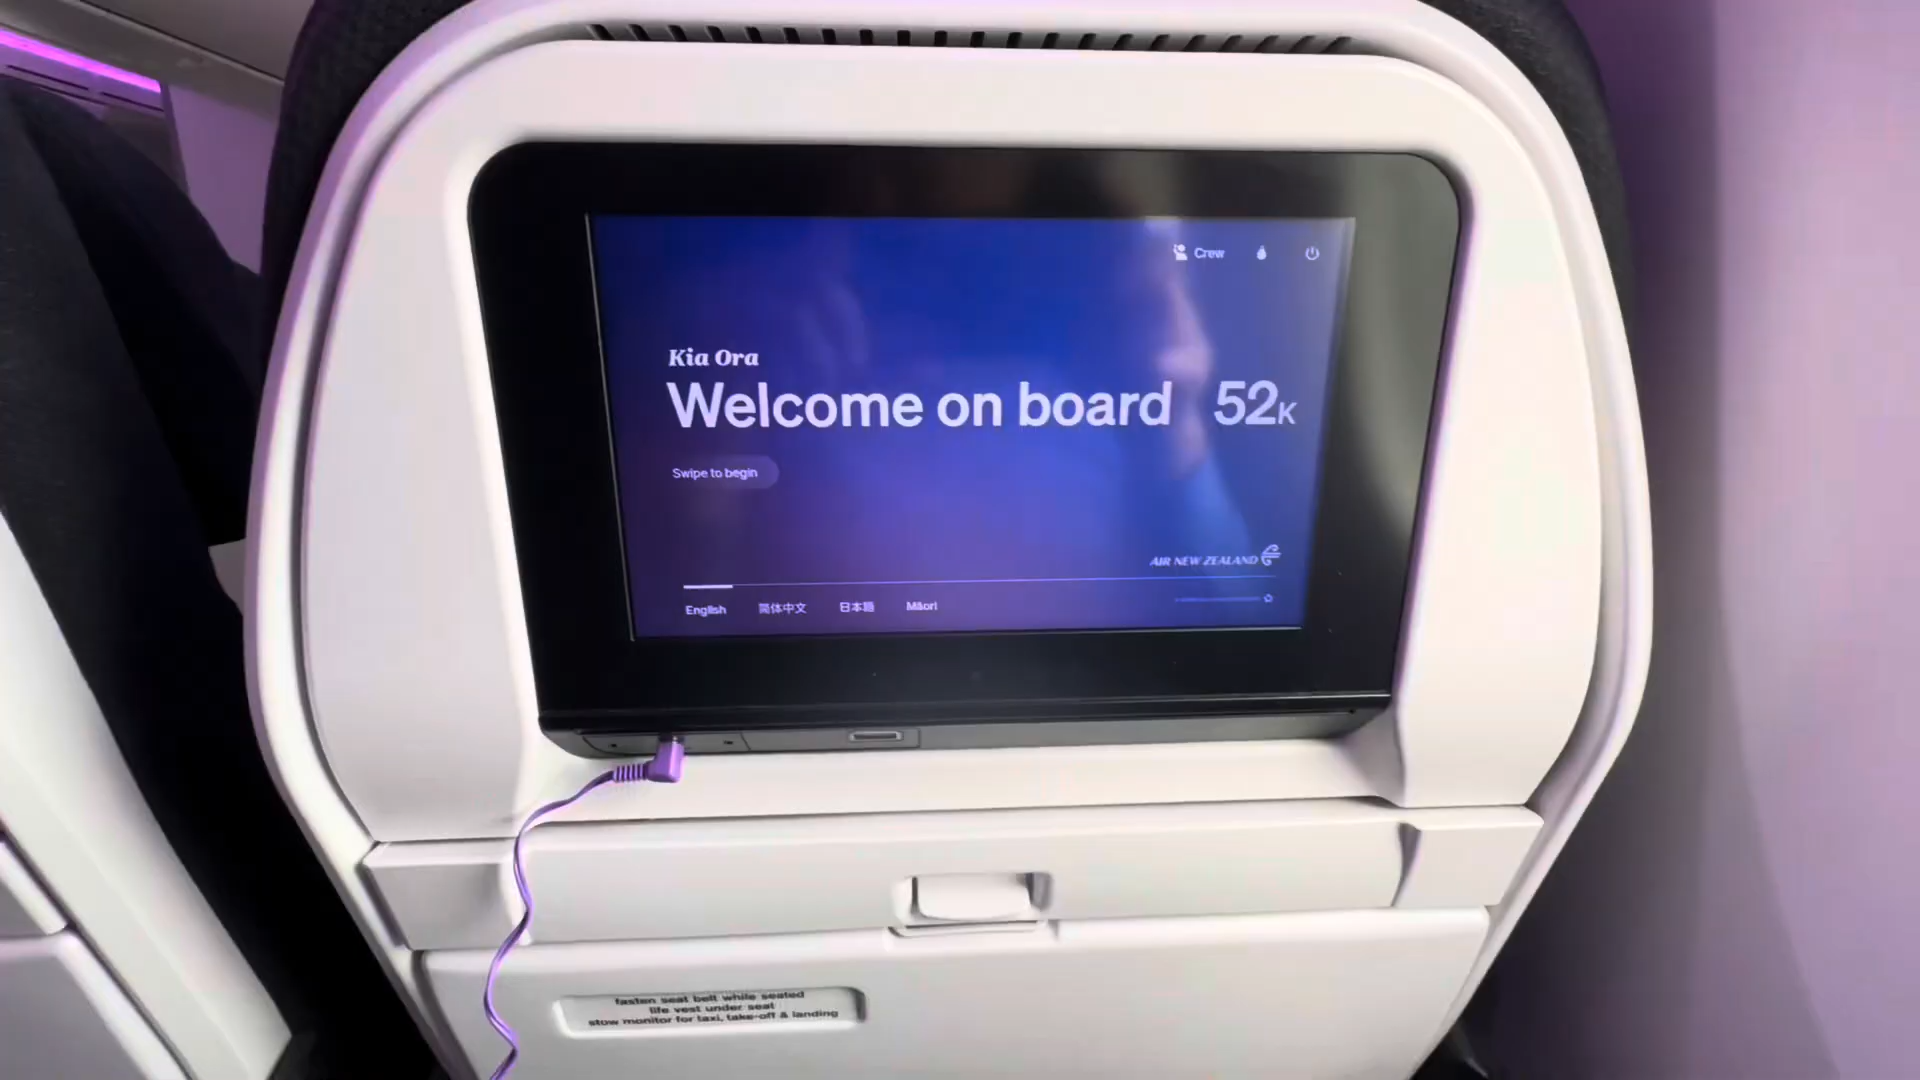 Crew
Kia Ora
Welcome on board 52K
Swipe to begin
AIR NEW ZEALAND
English 简体中文 日本語 Māori
fasten seat belt while seated
life vest under seat
stow monitor for taxi, take-off & landing